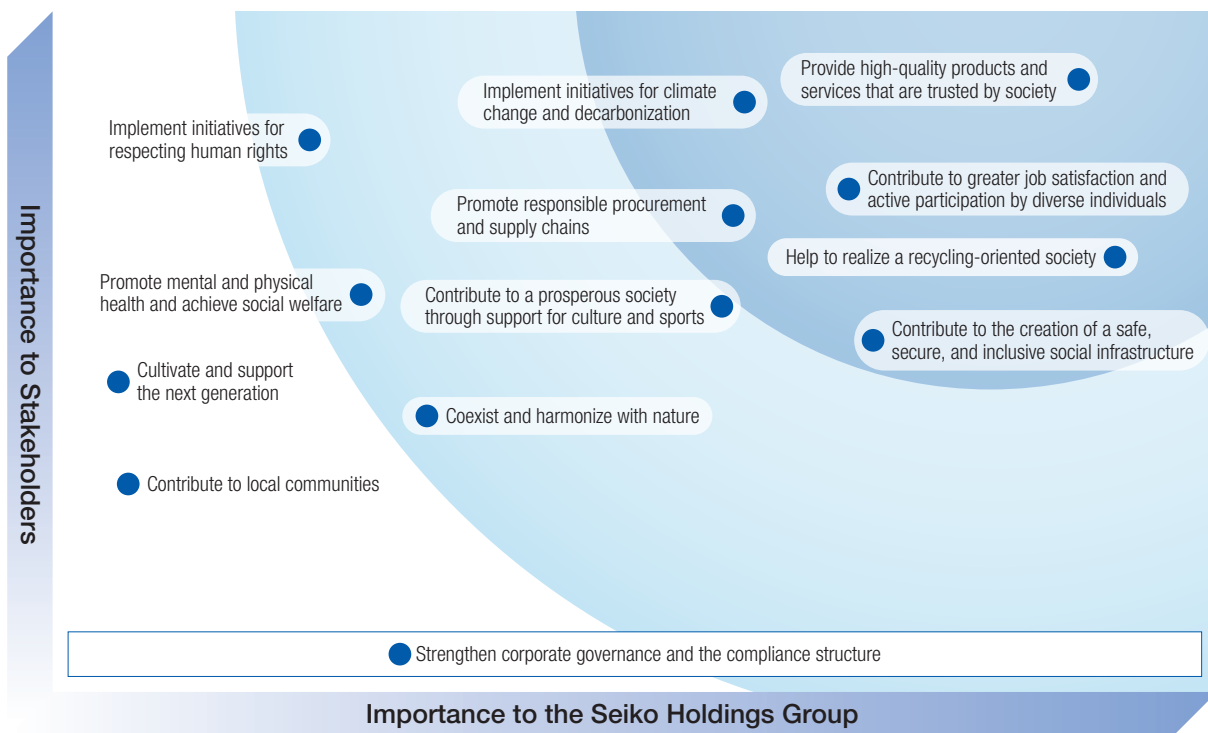 Importance to Stakeholders
Provide high-quality products and
services that are trusted by society
Implement initiatives for climate
change and decarbonization
Implement initiatives for
respecting human rights
Contribute to greater job satisfaction and
active participation by diverse individuals
Promote responsible procurement
and supply chains
Help to realize a recycling-oriented society
Promote mental and physical
health and achieve social welfare
Contribute to a prosperous society
through support for culture and sports
Contribute to the creation of a safe,
secure, and inclusive social infrastructure
Cultivate and support
the next generation
Coexist and harmonize with nature
Contribute to local communities
Strengthen corporate governance and the compliance structure
Importance to the Seiko Holdings Group